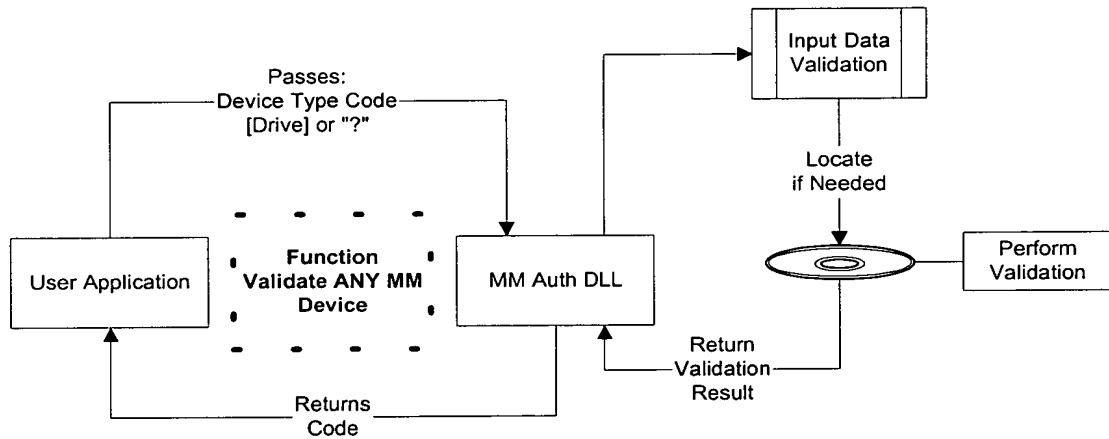 Input Data
Validation
Passes:
Device Type Code
[Drive] or "?"
Locate
if Needed
User Application
Function
Validate ANY MM
Device
MM Auth DLL
Perform
Validation
Return
Validation
Result
Returns
Code